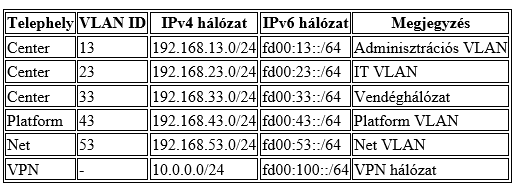 Telephely VLAN ID IPv4 hálózat IPv6 hálózat Megjegyzés
Center 13 192.168.13.0/24 fd00:13::/64 Adminisztrációs VLAN
Center 23 192.168.23.0/24 fd00:23::/64 IT VLAN
Center 33 192.168.33.0/24 fd00:33::/64 Vendéghálózat
Platform 43 192.168.43.0/24 fd00:43::/64 Platform VLAN
Net 53 192.168.53.0/24 fd00:53::/64 Net VLAN
VPN - 10.0.0.0/24 fd00:100::/64 VPN hálózat